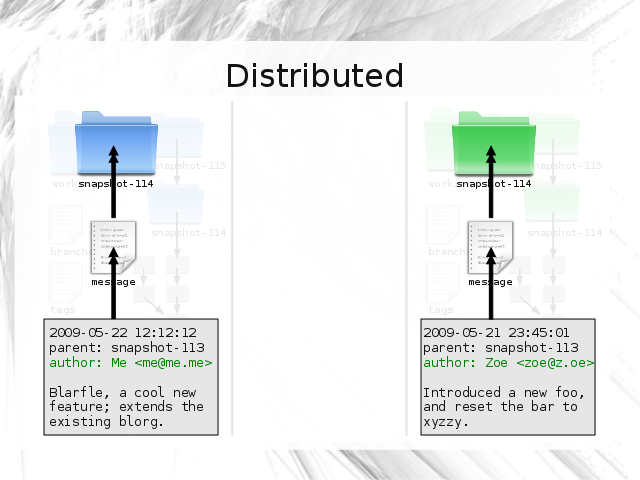 Distributed
snapshot-115
work
snapshot-114
snapshot-114
branch
message
tags
2009-05-22 12:12:12
parent: snapshot-113
author: Me <me@me.me>
Blarfle, a cool new
feature; extends the
existing blorg.
snapshot-115
work
snapshot-114
snapshot-114
branch
message
tags
2009-05-21 23:45:01
parent: snapshot-113
author: Zoe <zoe@z.oe>
Introduced a new foo,
and reset the bar to
xyzzy.